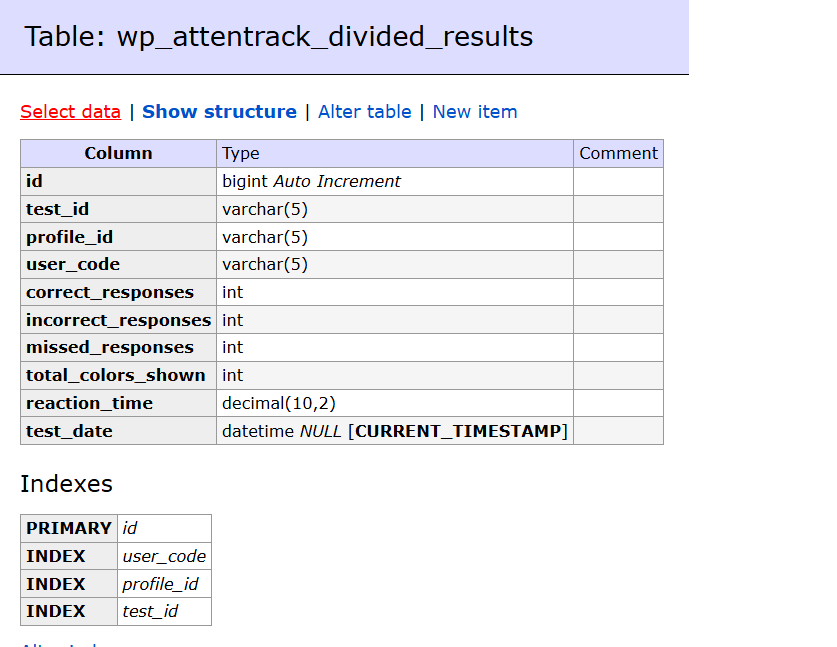 Table: wp_attentrack_divided_results
Select data | Show structure | Alter table | New item
Column Type Comment
id bigint Auto Increment
test_id varchar(5)
profile_id varchar(5)
user_code varchar(5)
correct_responses int
incorrect_responses int
missed_responses int
total_colors_shown int
reaction_time decimal(10,2)
test_date datetime NULL [CURRENT_TIMESTAMP]
Indexes
PRIMARY id
INDEX user_code
INDEX profile_id
INDEX test_id